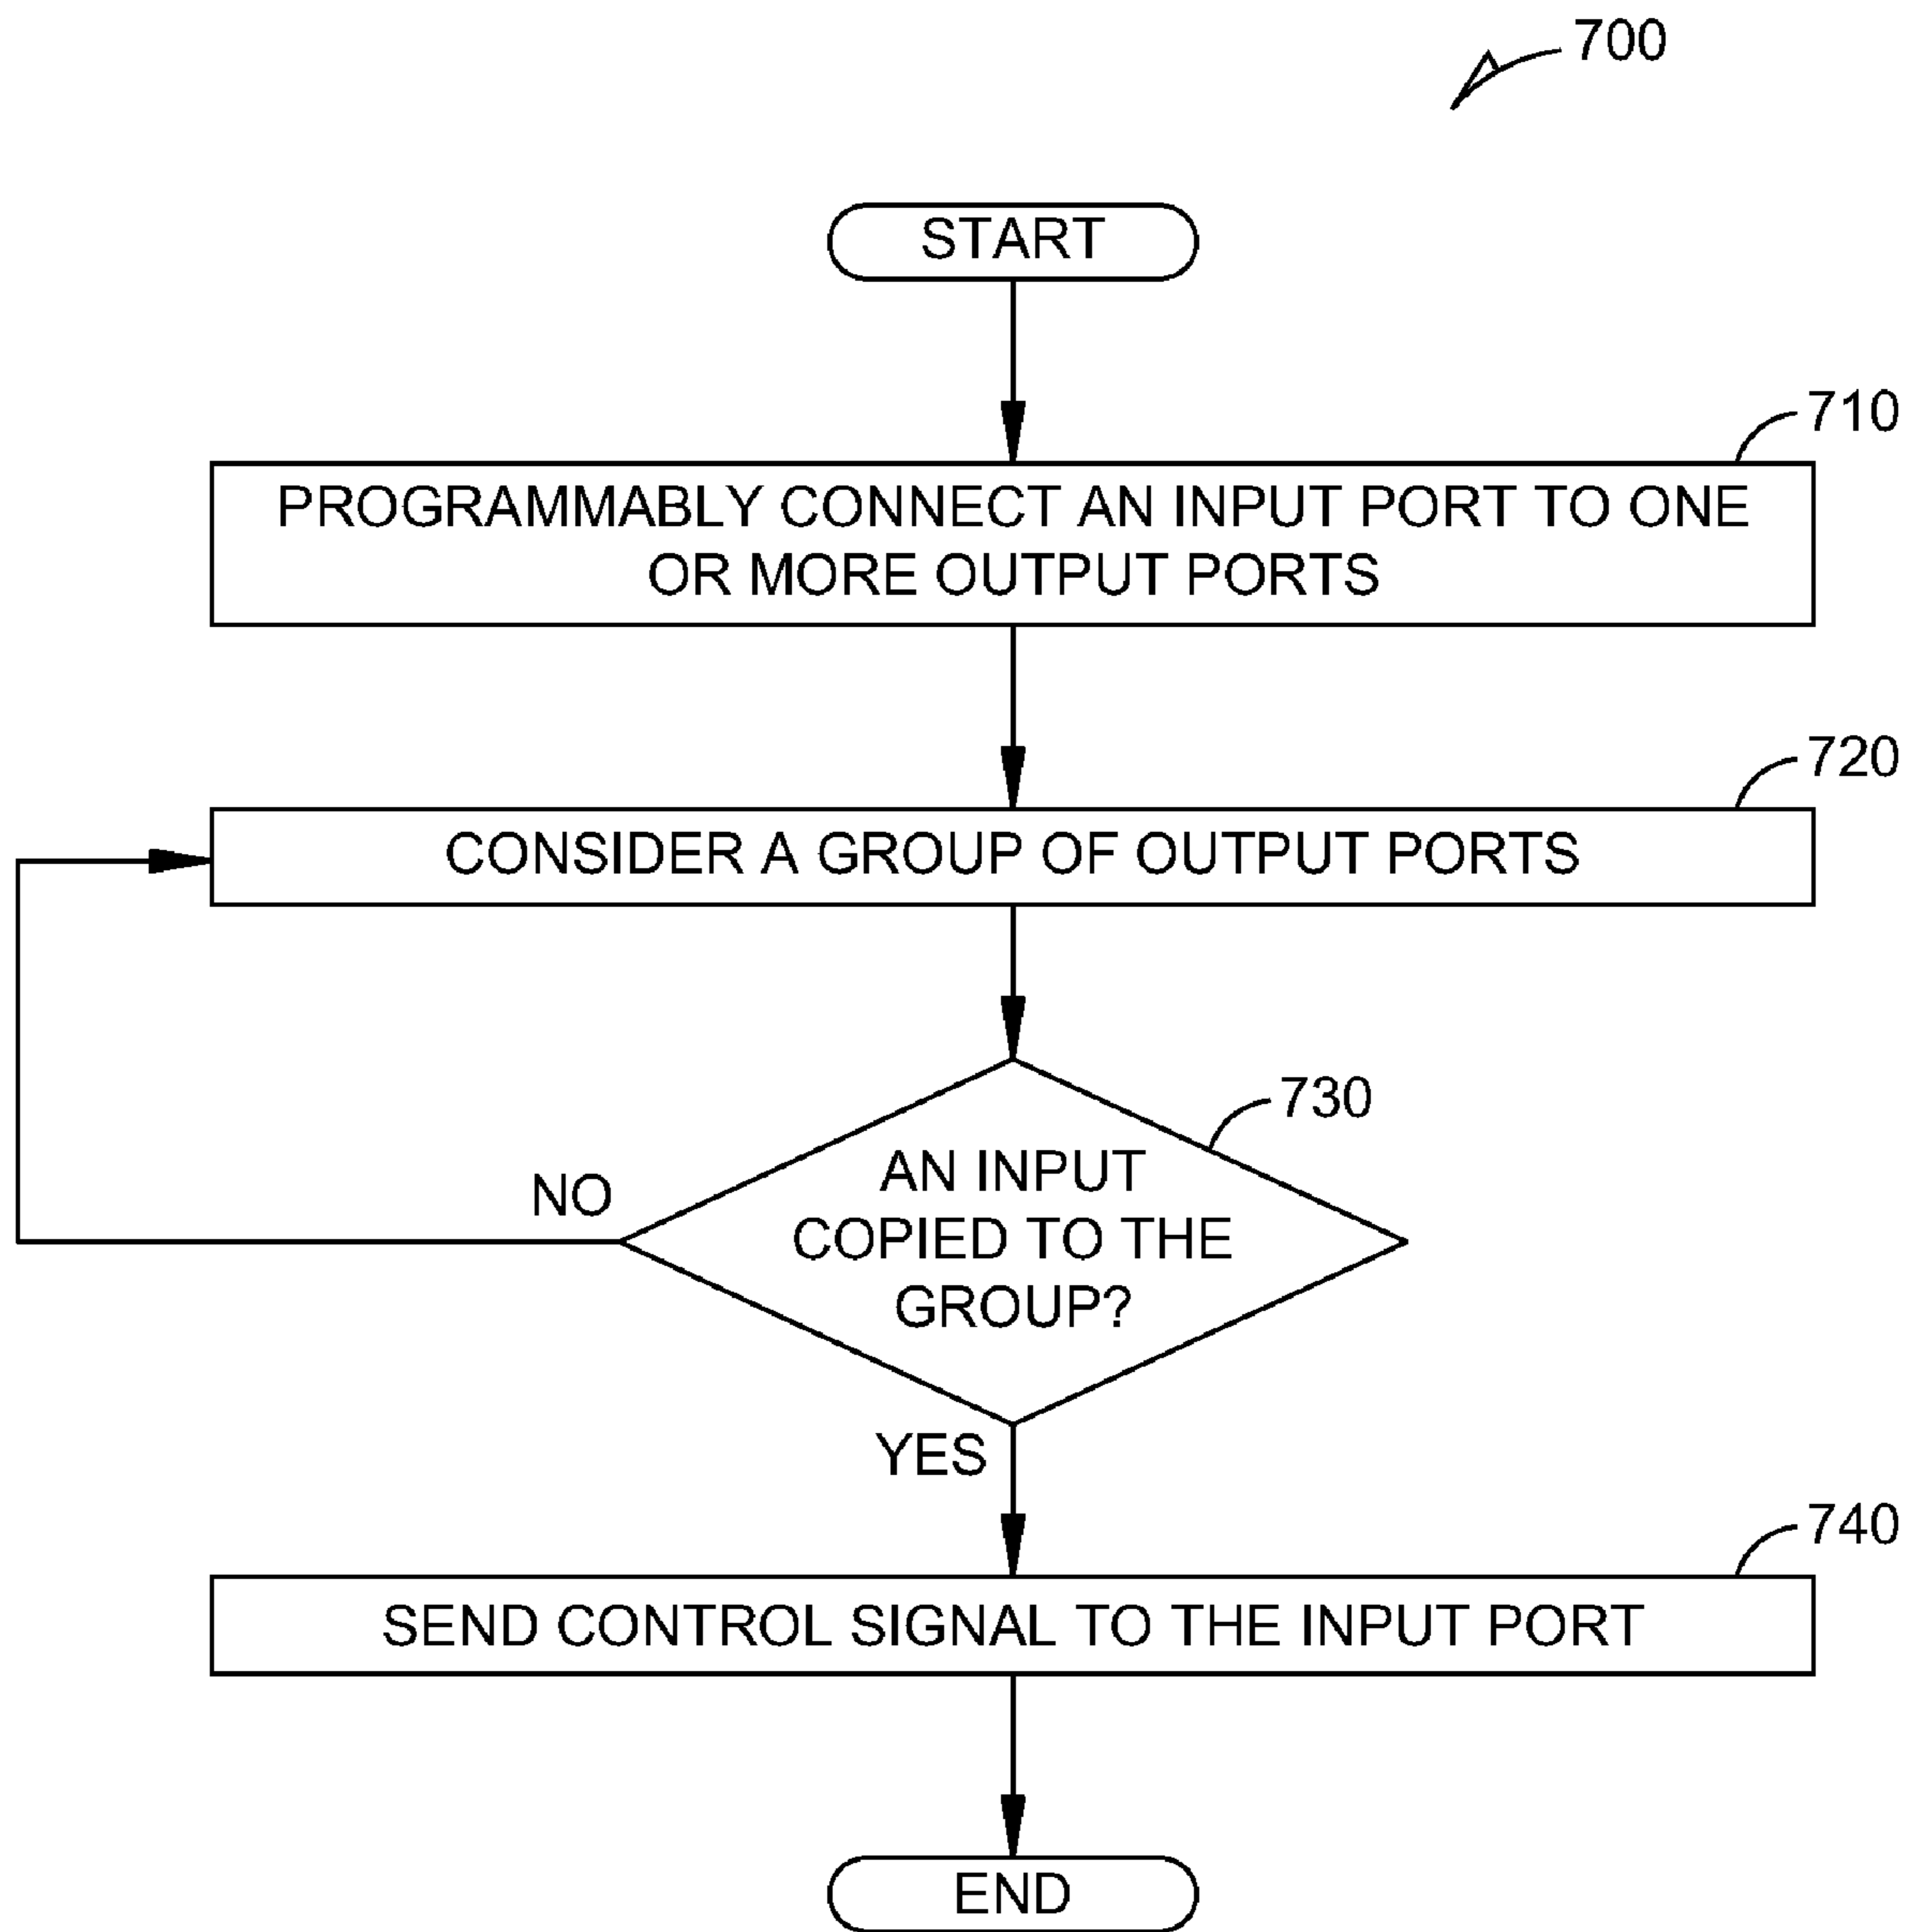 700
START
710
PROGRAMMABLY CONNECT AN INPUT PORT TO ONE
OR MORE OUTPUT PORTS
720
CONSIDER A GROUP OF OUTPUT PORTS
730
AN INPUT
COPIED TO THE
GROUP?
NO
YES
740
SEND CONTROL SIGNAL TO THE INPUT PORT
END